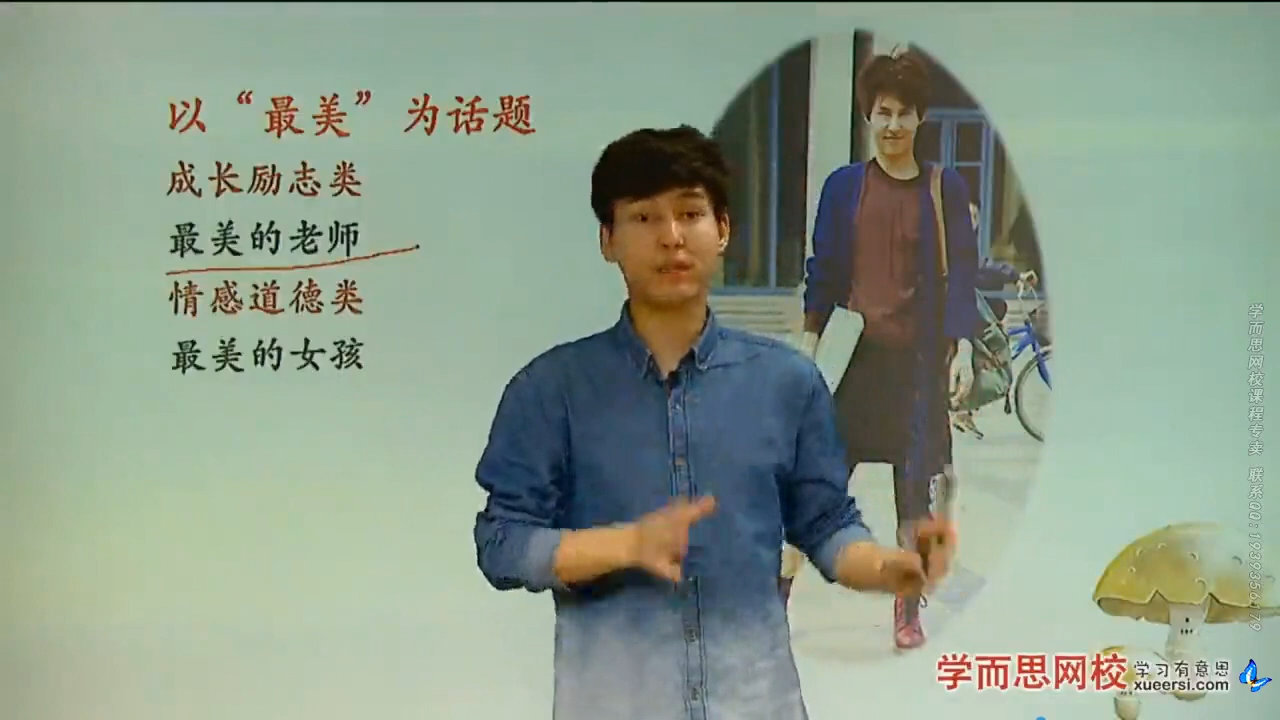 以“最美”为话题
成长励志类
最美的老师
情感道德类
最美的女孩
学而思网校课程专卖 联系QQ:1939356179
学而思网校
学习有意思
xueersi.com